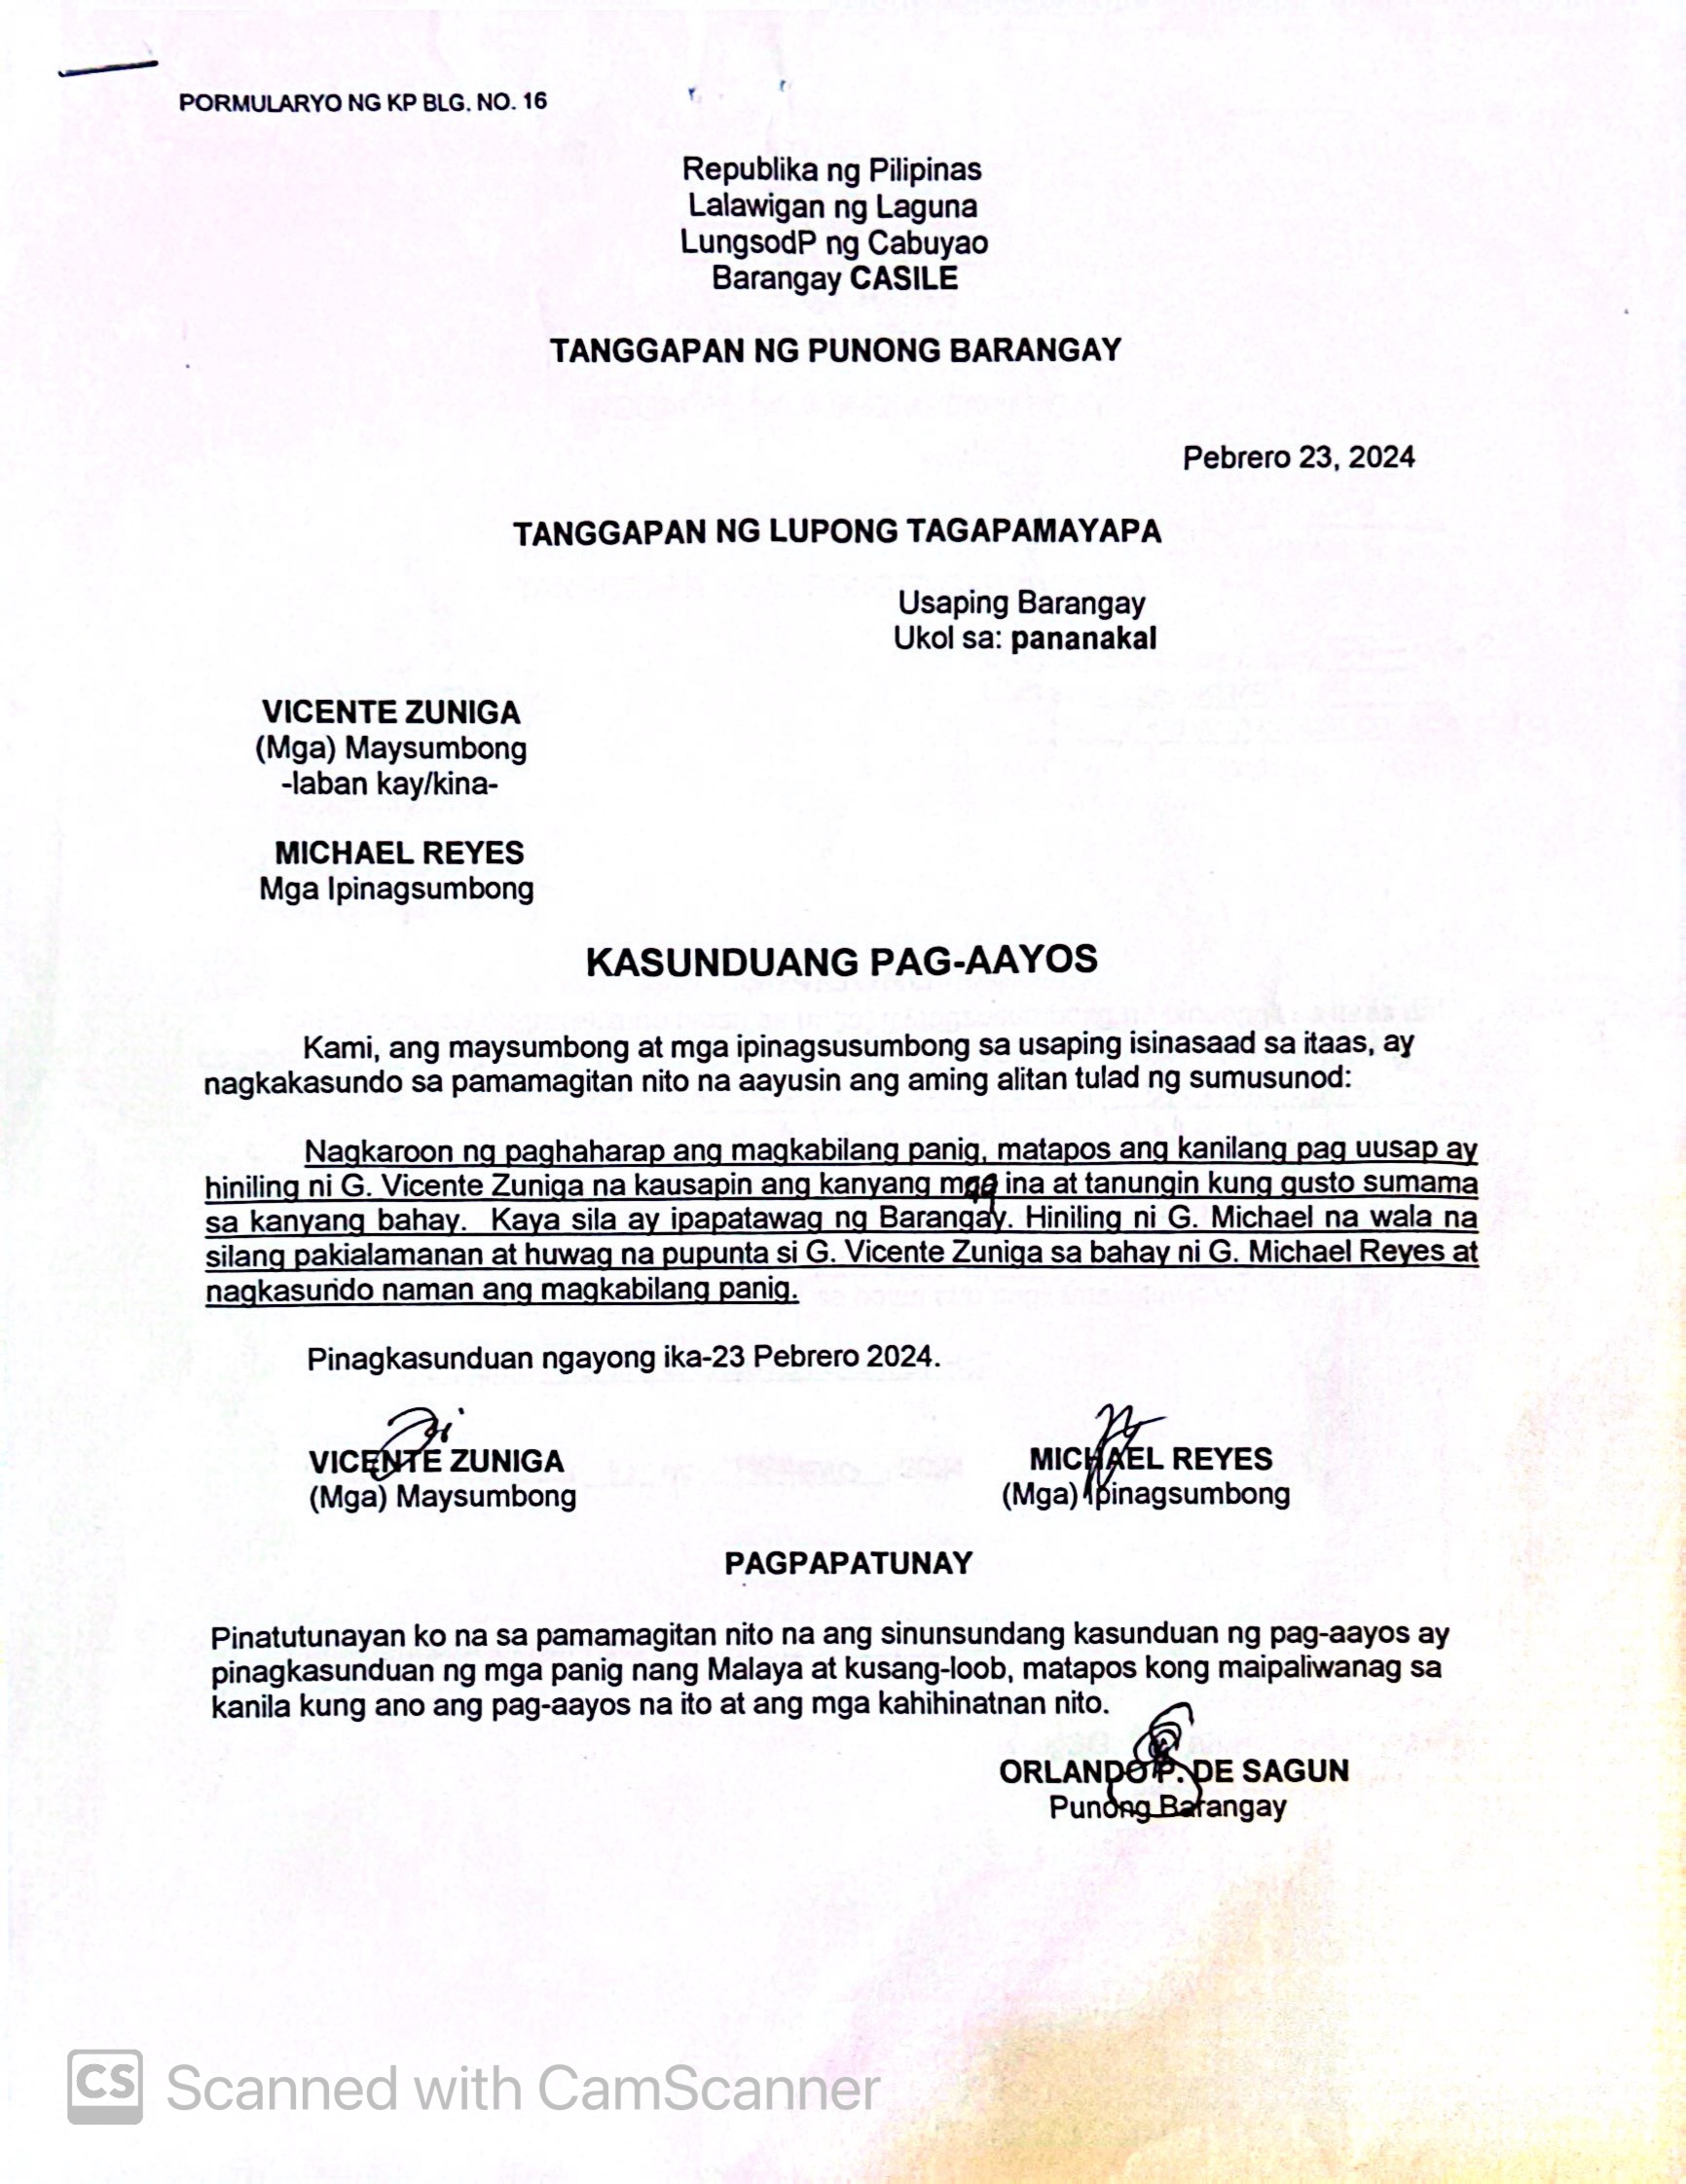 PORMULARYO NG KP BLG. NO. 16
Republika ng Pilipinas
Lalawigan ng Laguna
LungsodP ng Cabuyao
Barangay CASILE
TANGGAPAN NG PUNONG BARANGAY
Pebrero 23, 2024
TANGGAPAN NG LUPONG TAGAPAMAYAPA
Usaping Barangay
Ukol sa: pananakal
VICENTE ZUNIGA
(Mga) Maysumbong
-laban kay/kina-
MICHAEL REYES
Mga Ipinagsumbong
KASUNDUANG PAG-AAYOS
Kami, ang maysumbong at mga ipinagsusumbong sa usaping isinasaad sa itaas, ay
nagkakasundo sa pamamagitan nito na aayusin ang aming alitan tulad ng sumusunod:
Nagkaroon ng paghaharap ang magkabilang panig, matapos ang kanilang pag uusap ay
hiniling ni G. Vicente Zuniga na kausapin ang kanyang mag ina at tanungin kung gusto sumama
sa kanyang bahay. Kaya sila ay ipapatawag ng Barangay. Hiniling ni G. Michael na wala na
silang pakialamanan at huwag na pupunta si G. Vicente Zuniga sa bahay ni G. Michael Reyes at
nagkasundo naman ang magkabilang panig.
Pinagkasunduan ngayong ika-23 Pebrero 2024.
VICENTE ZUNIGA
(Mga) Maysumbong
MICHAEL REYES
(Mga) Ipinagsumbong
PAGPAPATUNAY
Pinatutunayan ko na sa pamamagitan nito na ang sinunsundang kasunduan ng pag-aayos ay
pinagkasunduan ng mga panig nang Malaya at kusang-loob, matapos kong maipaliwanag sa
kanila kung ano ang pag-aayos na ito at ang mga kahihinatnan nito.
ORLANDO P. DE SAGUN
Punong Barangay
CS Scanned with CamScanner